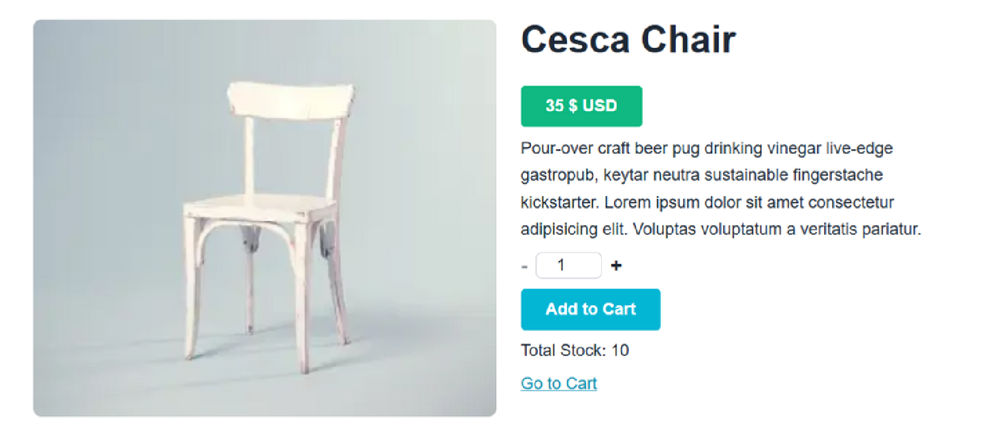 Cesca Chair
35 $ USD
Pour-over craft beer pug drinking vinegar live-edge
gastropub, keytar neutra sustainable fingerstache
kickstarter. Lorem ipsum dolor sit amet consectetur
adipisicing elit. Voluptas voluptatum a veritatis pariatur.
- 1 +
Add to Cart
Total Stock: 10
Go to Cart